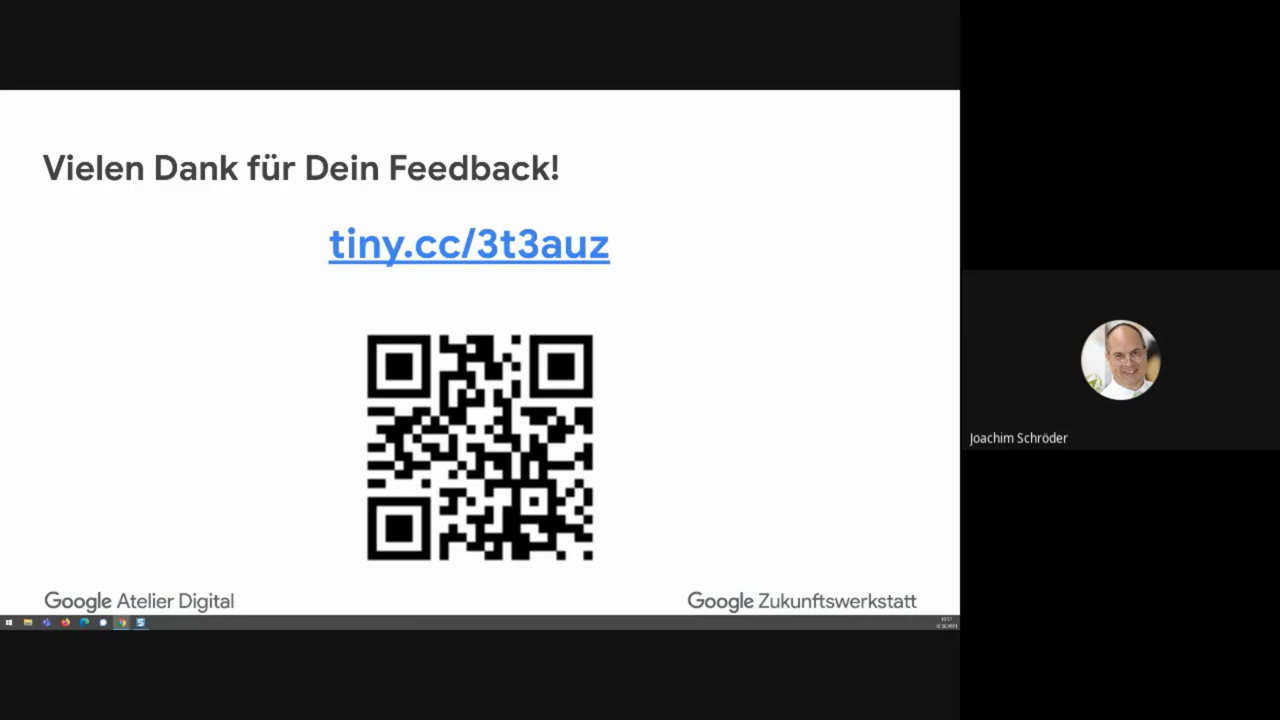 Vielen Dank für Dein Feedback!
tiny.cc/3t3auz
Joachim Schröder
Google Atelier Digital
Google Zukunftswerkstatt